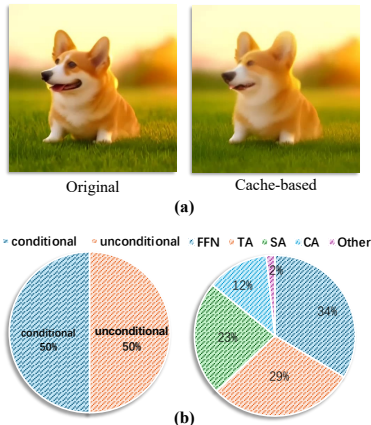 Original
Cache-based
(a)
conditional unconditional FFN TA SA CA Other
conditional
50%
unconditional
50%
2%
12%
34%
23%
29%
(b)